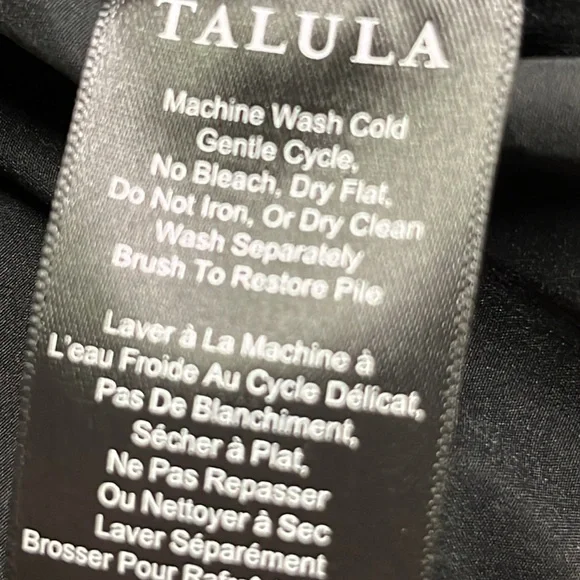 TALULA
Machine Wash Cold
Gentle Cycle,
No Bleach, Dry Flat,
Do Not Iron, Or Dry Clean
Wash Separately
Brush To Restore Pile
Laver à La Machine à
L'eau Froide Au Cycle Délicat,
Pas De Blanchiment,
Sécher à Plat,
Ne Pas Repasser
Ou Nettoyer à Sec
Laver Séparément
Brosser Pour